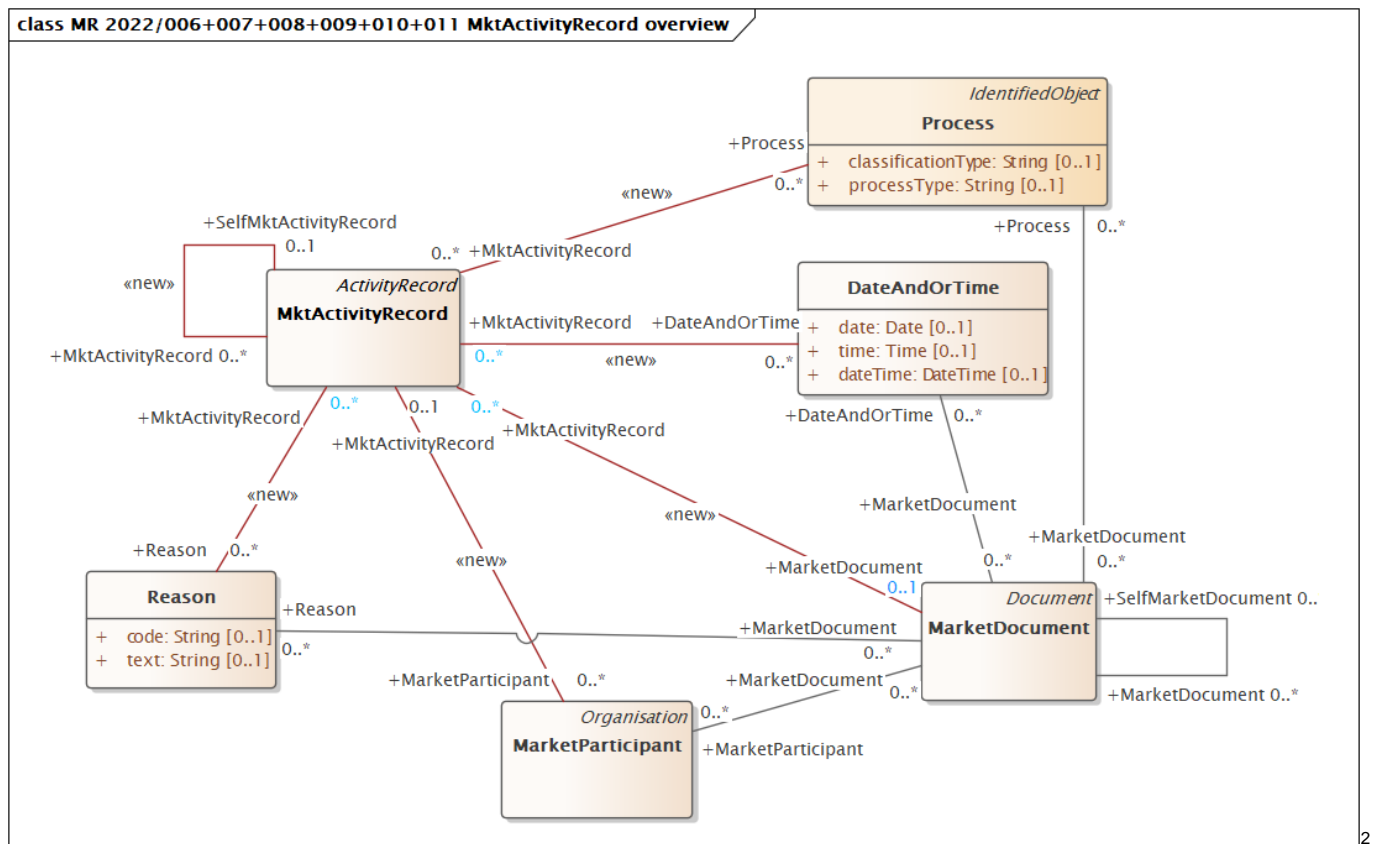 class MR 2022/006+007+008+009+010+011 MktActivityRecord overview
IdentifiedObject
Process
+ classificationType: String [0..1]
+ processType: String [0..1]
+Process
0..*
«new»
+Process 0..*
+SelfMktActivityRecord
0..1
0..* +MktActivityRecord
«new»
ActivityRecord
MktActivityRecord
+MktActivityRecord 0..*
+MktActivityRecord +DateAndOrTime
0..* «new» 0..*
DateAndOrTime
+ date: Date [0..1]
+ time: Time [0..1]
+ dateTime: DateTime [0..1]
+MktActivityRecord
0..*
0..1
+MktActivityRecord
0..*
+MktActivityRecord
+DateAndOrTime 0..*
«new»
«new»
«new»
+MarketDocument
0..*
+MarketDocument
0..*
+MarketDocument
0..1
+Reason 0..*
Reason
+ code: String [0..1]
+ text: String [0..1]
+Reason
0..*
+MarketDocument
0..*
Document
MarketDocument
+SelfMarketDocument 0..
+MarketDocument 0..*
+MarketParticipant 0..*
+MarketDocument
0..*
Organisation
MarketParticipant
0..*
+MarketParticipant
2